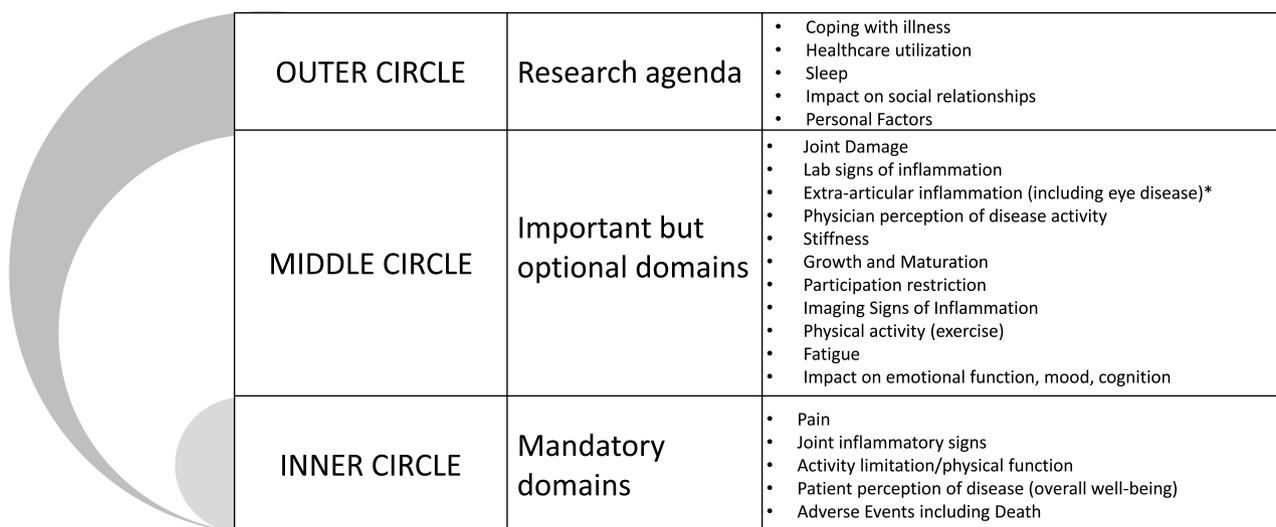 OUTER CIRCLE
Research agenda
• Coping with illness
• Healthcare utilization
• Sleep
• Impact on social relationships
• Personal Factors
MIDDLE CIRCLE
Important but
optional domains
• Joint Damage
• Lab signs of inflammation
• Extra-articular inflammation (including eye disease)*
• Physician perception of disease activity
• Stiffness
• Growth and Maturation
• Participation restriction
• Imaging Signs of Inflammation
• Physical activity (exercise)
• Fatigue
• Impact on emotional function, mood, cognition
INNER CIRCLE
Mandatory
domains
• Pain
• Joint inflammatory signs
• Activity limitation/physical function
• Patient perception of disease (overall well-being)
• Adverse Events including Death